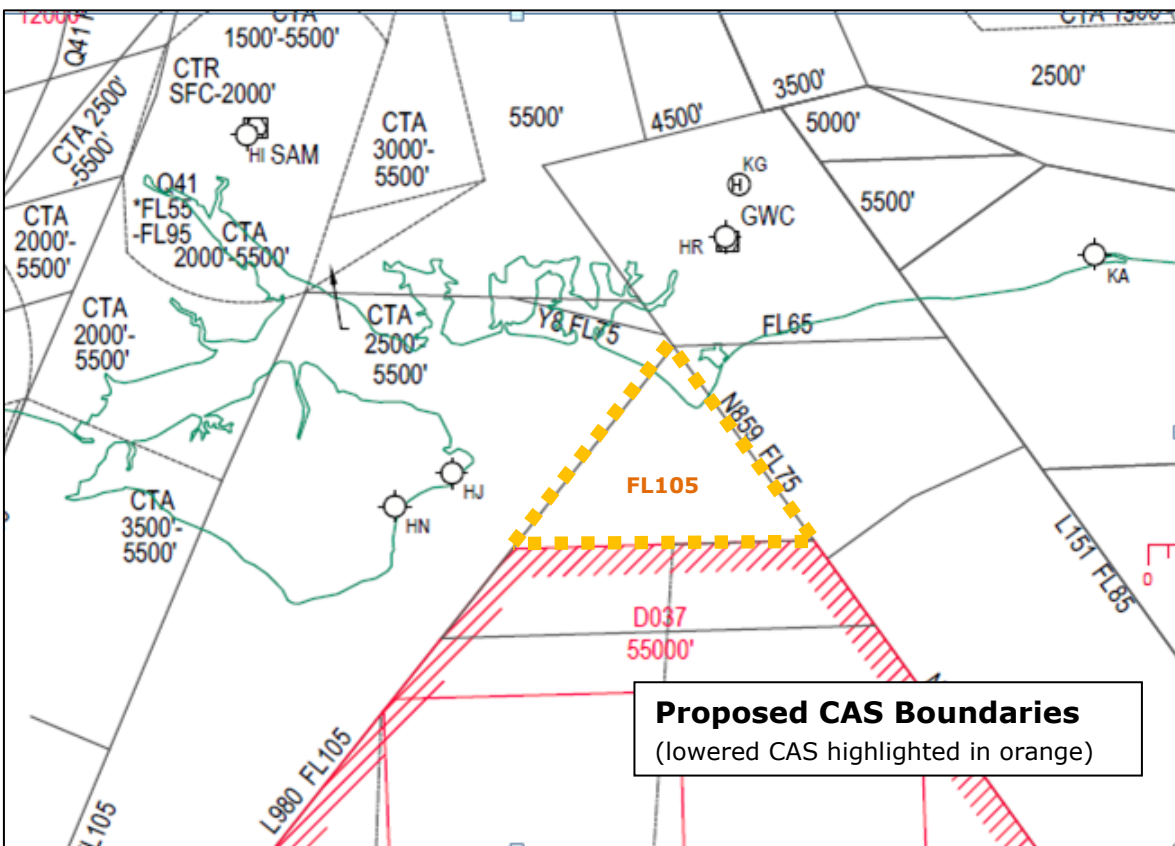 12000'
CTA
1500'-5500'
CTA 1500'
Q41
CTR
SFC-2000'
3500'
2500'
CTA 2500'
-5500'
CTA
3000'-
5500'
5500'
4500'
5000'
HI SAM
KG
H
GWC
HR
5500'
KA
Q41
*FL55
-FL95
CTA
2000'-5500'
CTA
2000'-
5500'
CTA
2000'-
5500'
CTA
2500'-
5500'
Y8 FL75
FL65
N859 FL75
FL105
HJ
HN
CTA
3500'-
5500'
L151 FL85
0
D037
55000'
L980 FL105
FL105
Proposed CAS Boundaries
(lowered CAS highlighted in orange)